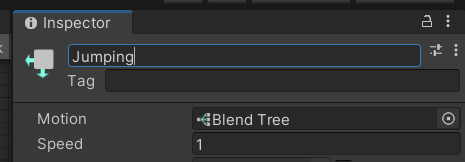 Inspector
Jumping
Tag
Motion Blend Tree
Speed 1